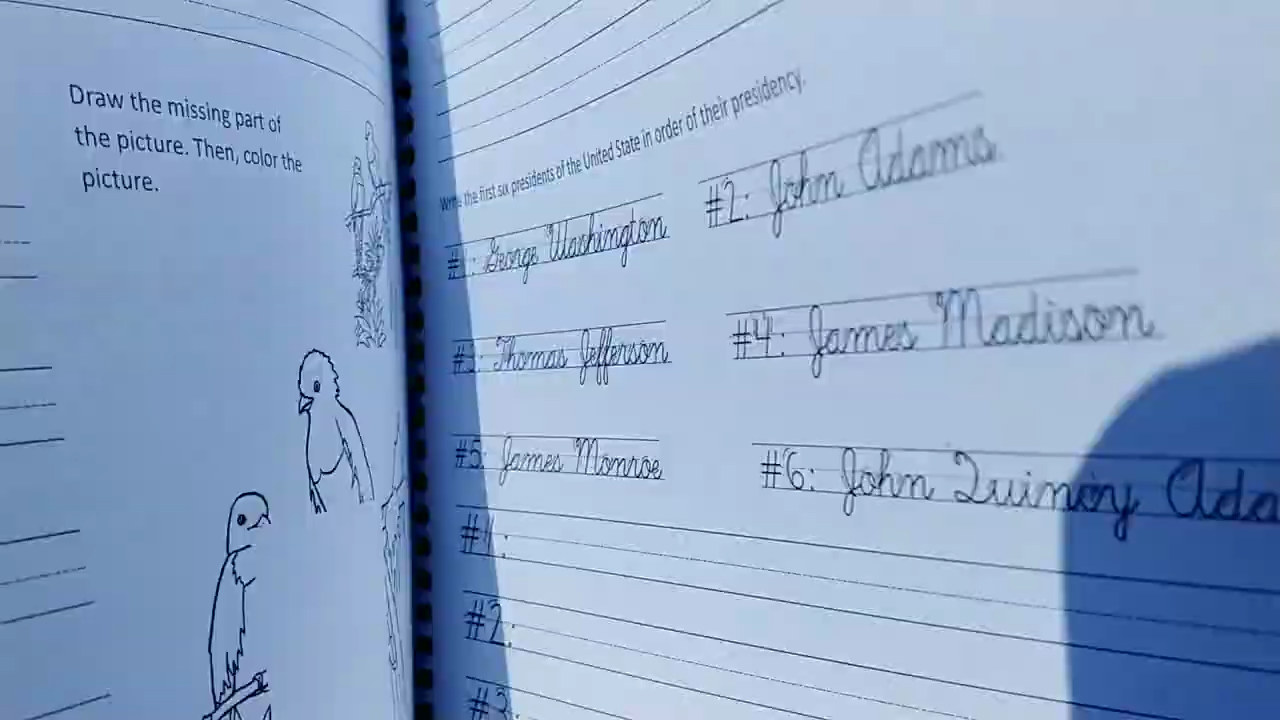 Draw the missing part of
the picture. Then, color the
picture.
Write the first six presidents of the United State in order of their presidency.
#1: George Washington
#2: John Adams
#3: Thomas Jefferson
#4: James Madison
#5: James Monroe
#6: John Quincy Ada
#1:
#2:
#3: